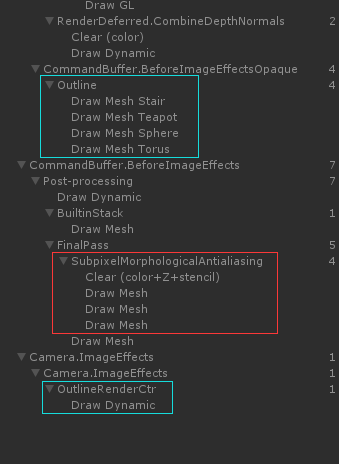 Draw GL
RenderDeferred.CombineDepthNormals 2
Clear (color)
Draw Dynamic
CommandBuffer.BeforeImageEffectsOpaque 4
Outline 4
Draw Mesh Stair
Draw Mesh Teapot
Draw Mesh Sphere
Draw Mesh Torus
CommandBuffer.BeforeImageEffects 7
Post-processing 7
Draw Dynamic
BuiltinStack 1
Draw Mesh
FinalPass 5
SubpixelMorphologicalAntialiasing 4
Clear (color+Z+stencil)
Draw Mesh
Draw Mesh
Draw Mesh
Draw Mesh
Camera.ImageEffects 1
Camera.ImageEffects 1
OutlineRenderCtr 1
Draw Dynamic